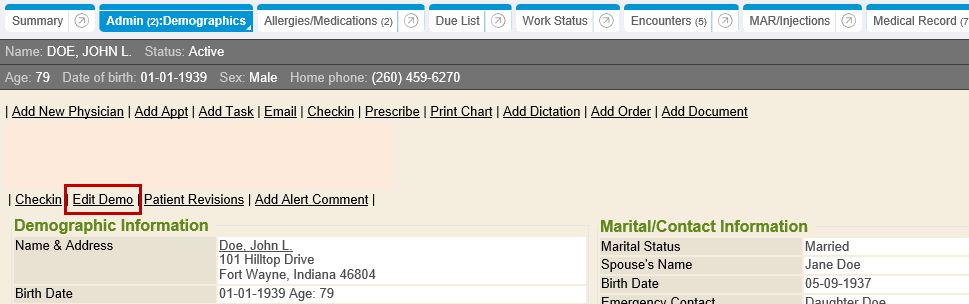 Summary Admin (2):Demographics Allergies/Medications (2) Due List Work Status Encounters (5) MAR/Injections Medical Record (7
Name: DOE, JOHN L. Status: Active
Age: 79 Date of birth: 01-01-1939 Sex: Male Home phone: (260) 459-6270
| Add New Physician | Add Appt | Add Task | Email | Checkin | Prescribe | Print Chart | Add Dictation | Add Order | Add Document
| Checkin | Edit Demo | Patient Revisions | Add Alert Comment |
Demographic Information
Name & Address Doe, John L.
101 Hilltop Drive
Fort Wayne, Indiana 46804
Birth Date 01-01-1939 Age: 79
Marital/Contact Information
Marital Status Married
Spouse's Name Jane Doe
Birth Date 05-09-1937
Emergency Contact Daughter Doe